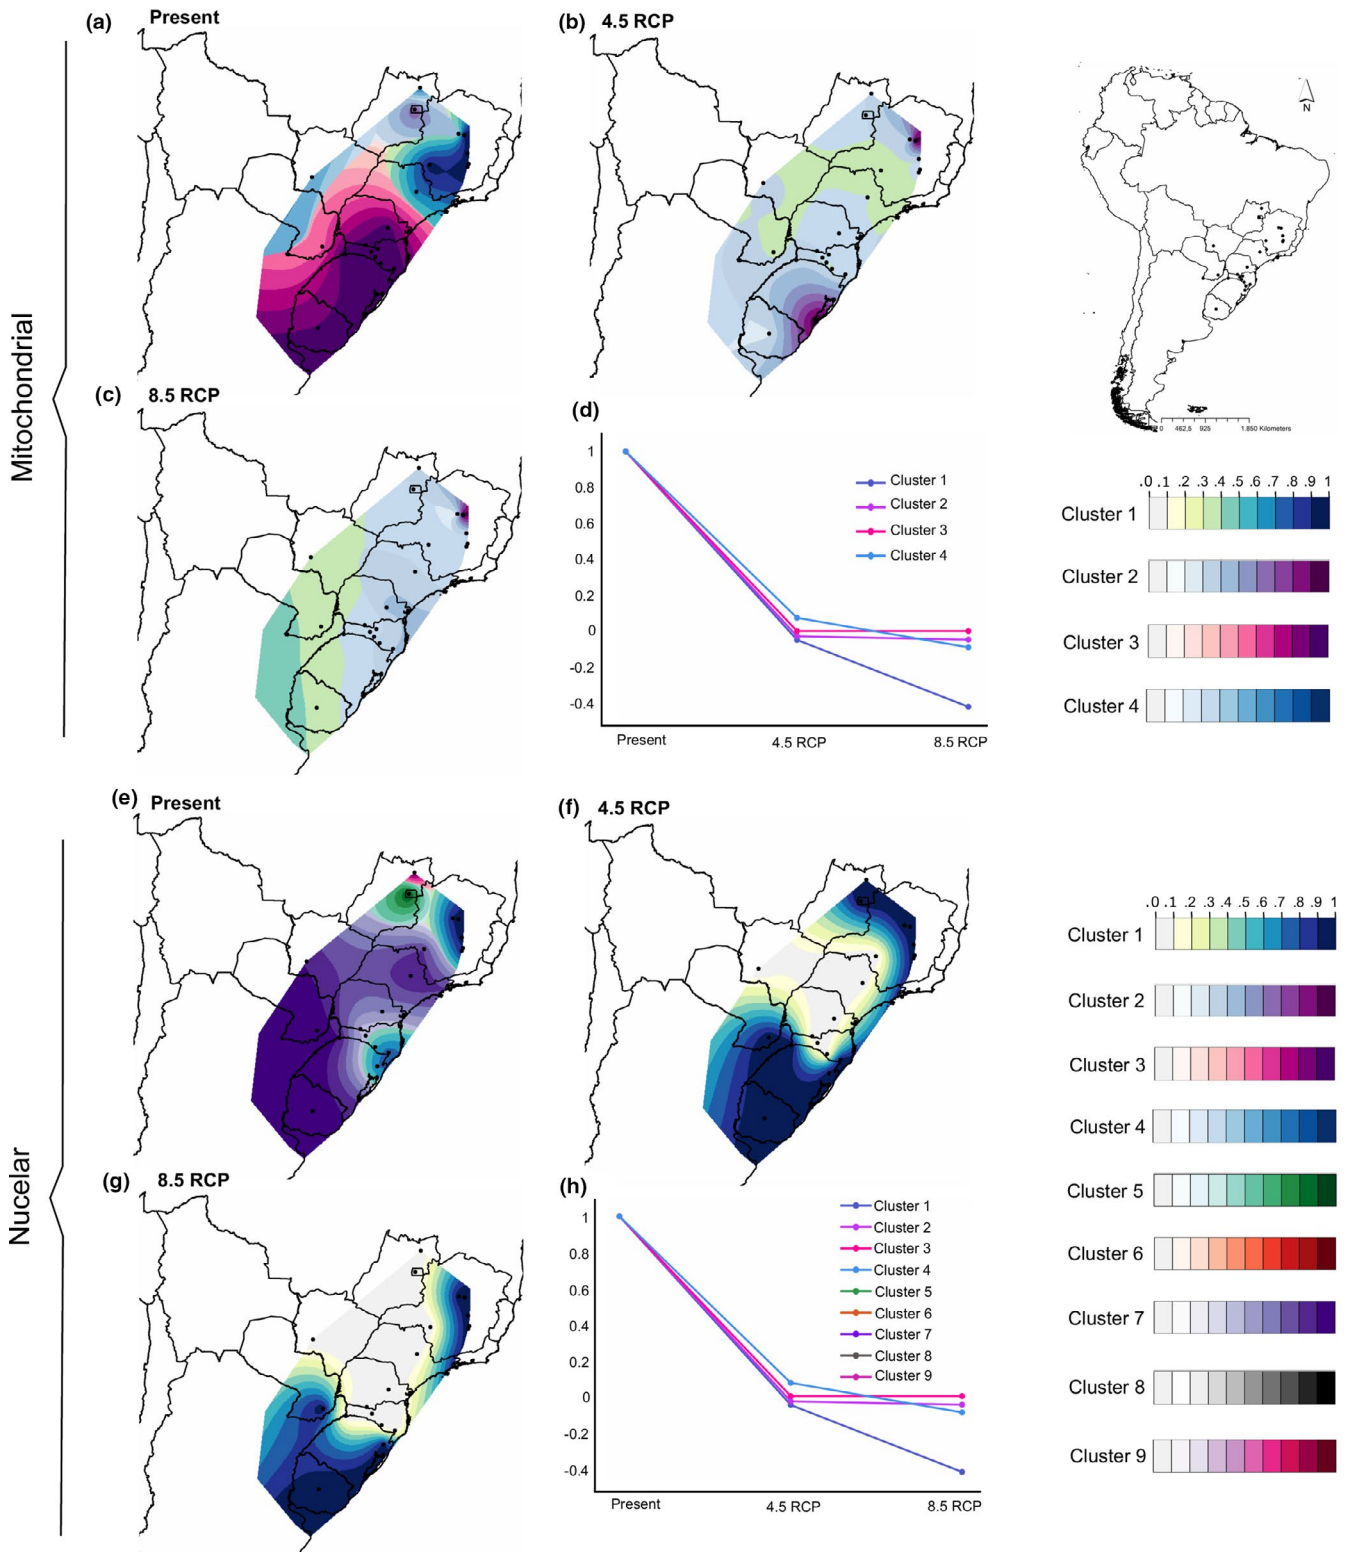 (a) Present
(b) 4.5 RCP
N
0 462,5 925 1.850 Kilometers
Mitochondrial
(c) 8.5 RCP
(d)
1
0.8
0.6
0.4
0.2
0
-0.2
-0.4
Cluster 1
Cluster 2
Cluster 3
Cluster 4
Present 4.5 RCP 8.5 RCP
.0 .1 .2 .3 .4 .5 .6 .7 .8 .9 1
Cluster 1
Cluster 2
Cluster 3
Cluster 4
(e) Present
(f) 4.5 RCP
Nucelar
(g) 8.5 RCP
(h)
1
0.8
0.6
0.4
0.2
0
-0.2
-0.4
Cluster 1
Cluster 2
Cluster 3
Cluster 4
Cluster 5
Cluster 6
Cluster 7
Cluster 8
Cluster 9
Present 4.5 RCP 8.5 RCP
.0 .1 .2 .3 .4 .5 .6 .7 .8 .9 1
Cluster 1
Cluster 2
Cluster 3
Cluster 4
Cluster 5
Cluster 6
Cluster 7
Cluster 8
Cluster 9